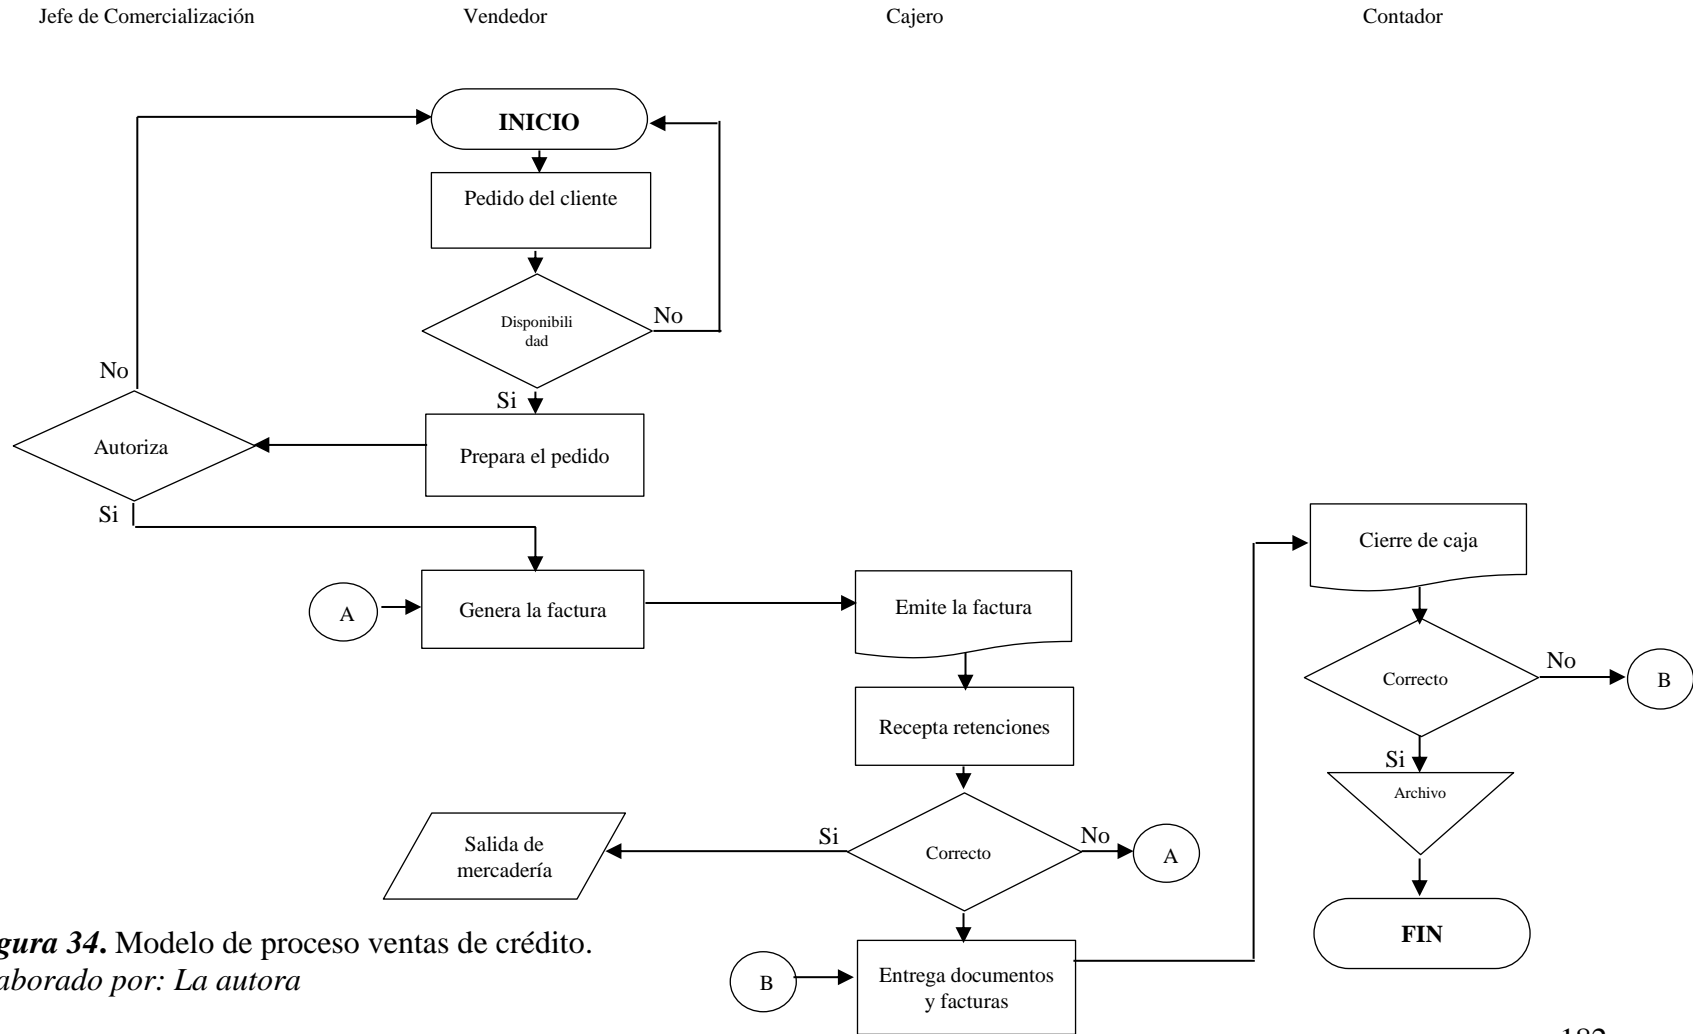 Jefe de Comercialización
Vendedor
Cajero
Contador
INICIO
Pedido del cliente
Disponibili
dad
No
Si
No
Autoriza
Prepara el pedido
Si
A
Genera la factura
Emite la factura
Cierre de caja
Correcto
No
B
Recepta retenciones
Si
Archivo
Salida de
mercadería
Si
Correcto
No
A
FIN
gura 34. Modelo de proceso ventas de crédito.
aborado por: La autora
B
Entrega documentos
y facturas